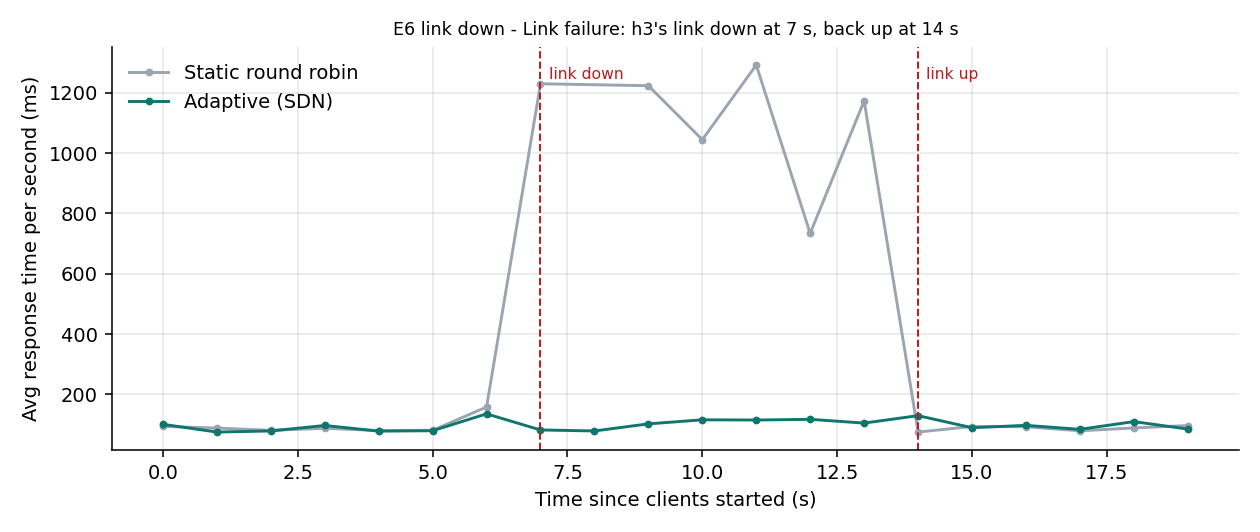 E6 link down - Link failure: h3's link down at 7 s, back up at 14 s
Static round robin
Adaptive (SDN)
link down
link up
Avg response time per second (ms)
1200
1000
800
600
400
200
0.0 2.5 5.0 7.5 10.0 12.5 15.0 17.5
Time since clients started (s)